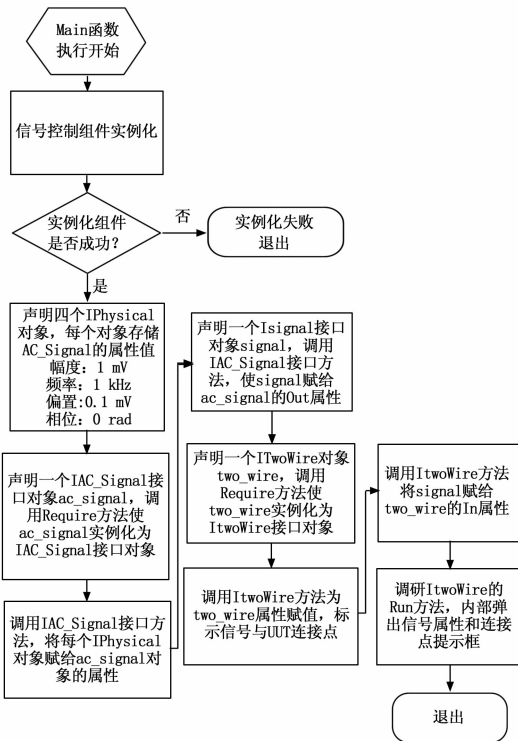 Main函数
执行开始
信号控制组件实例化
实例化组件
是否成功?
否
实例化失败
退出
是
声明四个IPhysical
对象，每个对象存储
AC_Signal的属性值
幅度：1 mV
频率：1 kHz
偏置:0.1 mV
相位：0 rad
声明一个IAC_Signal接
口对象ac_signal，调
用Require方法使
ac_signal实例化为
IAC_Signal接口对象
调用IAC_Signal接口方
法，将每个IPhysical
对象赋给ac_signal对
象的属性
声明一个Isignal接口
对象signal，调用
IAC_Signal接口方
法，使signal赋给
ac_signal的Out属性
声明一个ITwoWire对象
two_wire，调用
Require方法使
two_wire实例化为
ItwoWire接口对象
调用ItwoWire方法为
two_wire属性赋值，标
示信号与UUT连接点
调用ItwoWire方法
将signal赋给
two_wire的In属性
调研ItwoWire的
Run方法，内部弹
出信号属性和连接
点提示框
退出